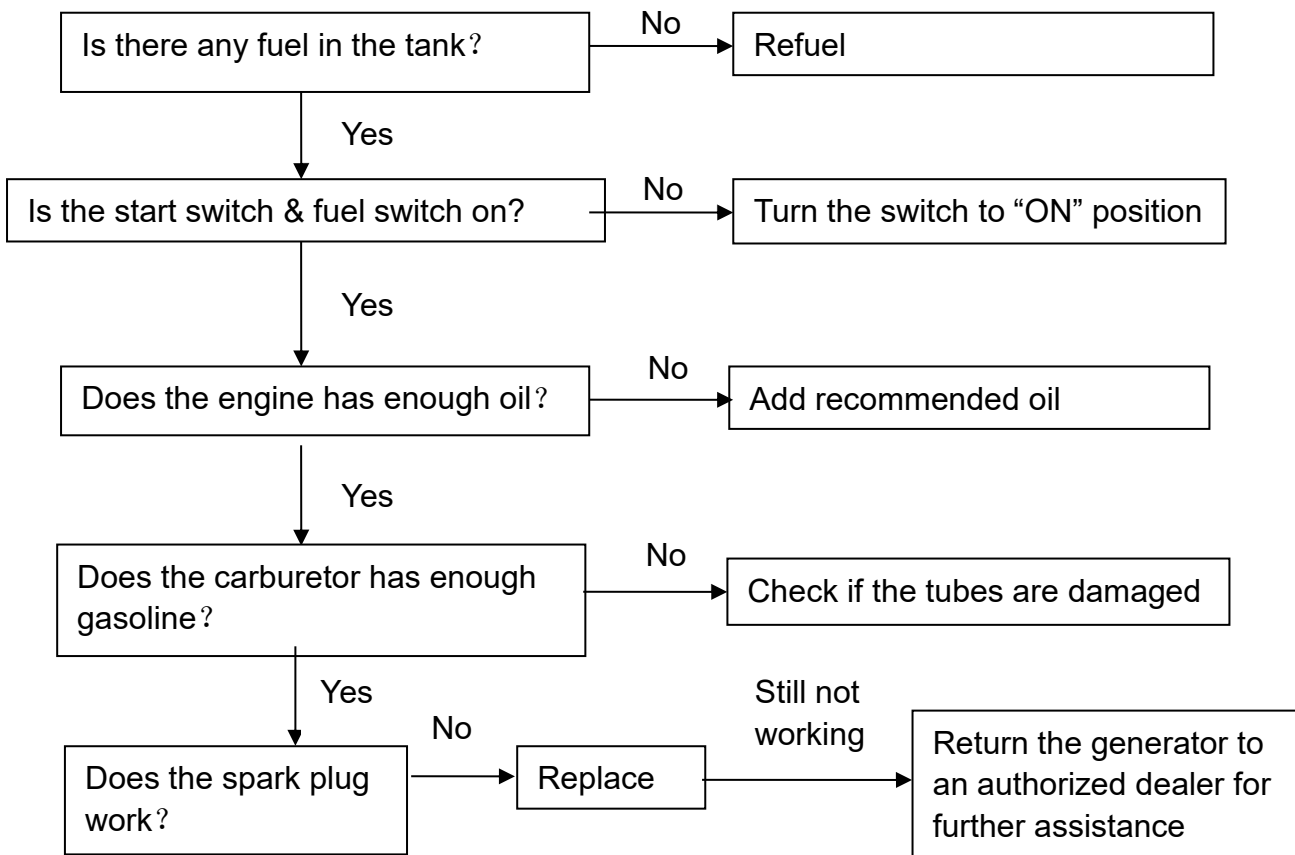 Is there any fuel in the tank？
No
Refuel
Yes
Is the start switch & fuel switch on?
No
Turn the switch to “ON” position
Yes
Does the engine has enough oil？
No
Add recommended oil
Yes
Does the carburetor has enough
gasoline？
No
Check if the tubes are damaged
Yes
Does the spark plug
work？
No
Replace
Still not
working
Return the generator to
an authorized dealer for
further assistance